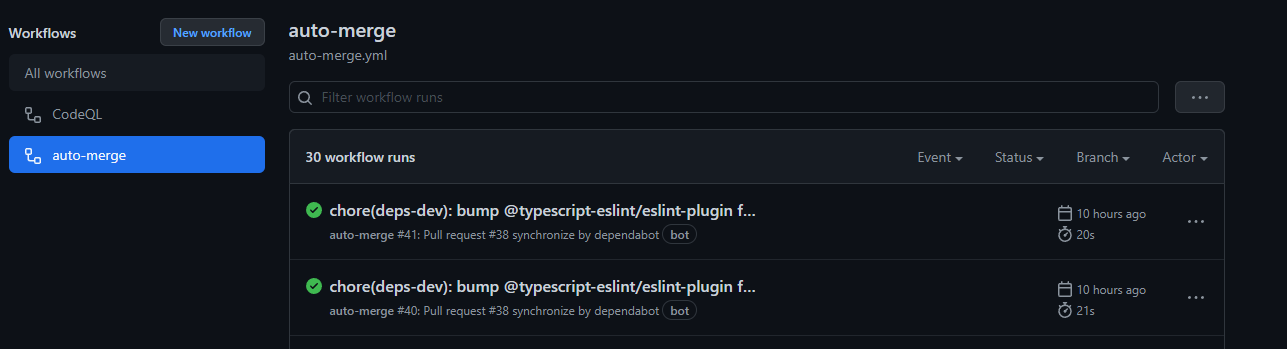 Workflows
New workflow
All workflows
CodeQL
auto-merge
auto-merge
auto-merge.yml
Filter workflow runs
30 workflow runs
Event
Status
Branch
Actor
chore(deps-dev): bump @typescript-eslint/eslint-plugin f...
auto-merge #41: Pull request #38 synchronize by dependabot bot
10 hours ago
20s
chore(deps-dev): bump @typescript-eslint/eslint-plugin f...
auto-merge #40: Pull request #38 synchronize by dependabot bot
10 hours ago
21s